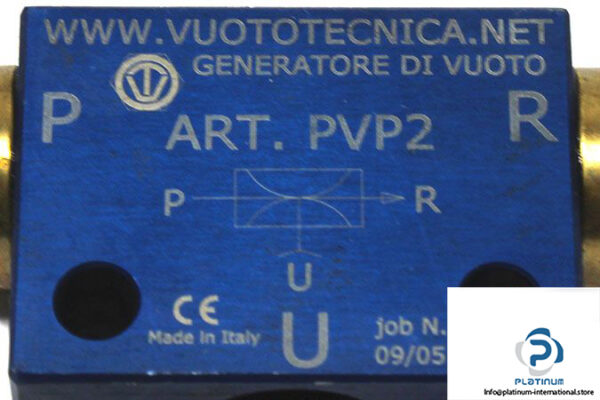 WWW.VUOTOTECNICA.NET
GENERATORE DI VUOTO
P
R
ART. PVP2
P
R
U
CE
Made in Italy
U
job N.
09/05
PLATINUM
Info@platinum-international.store